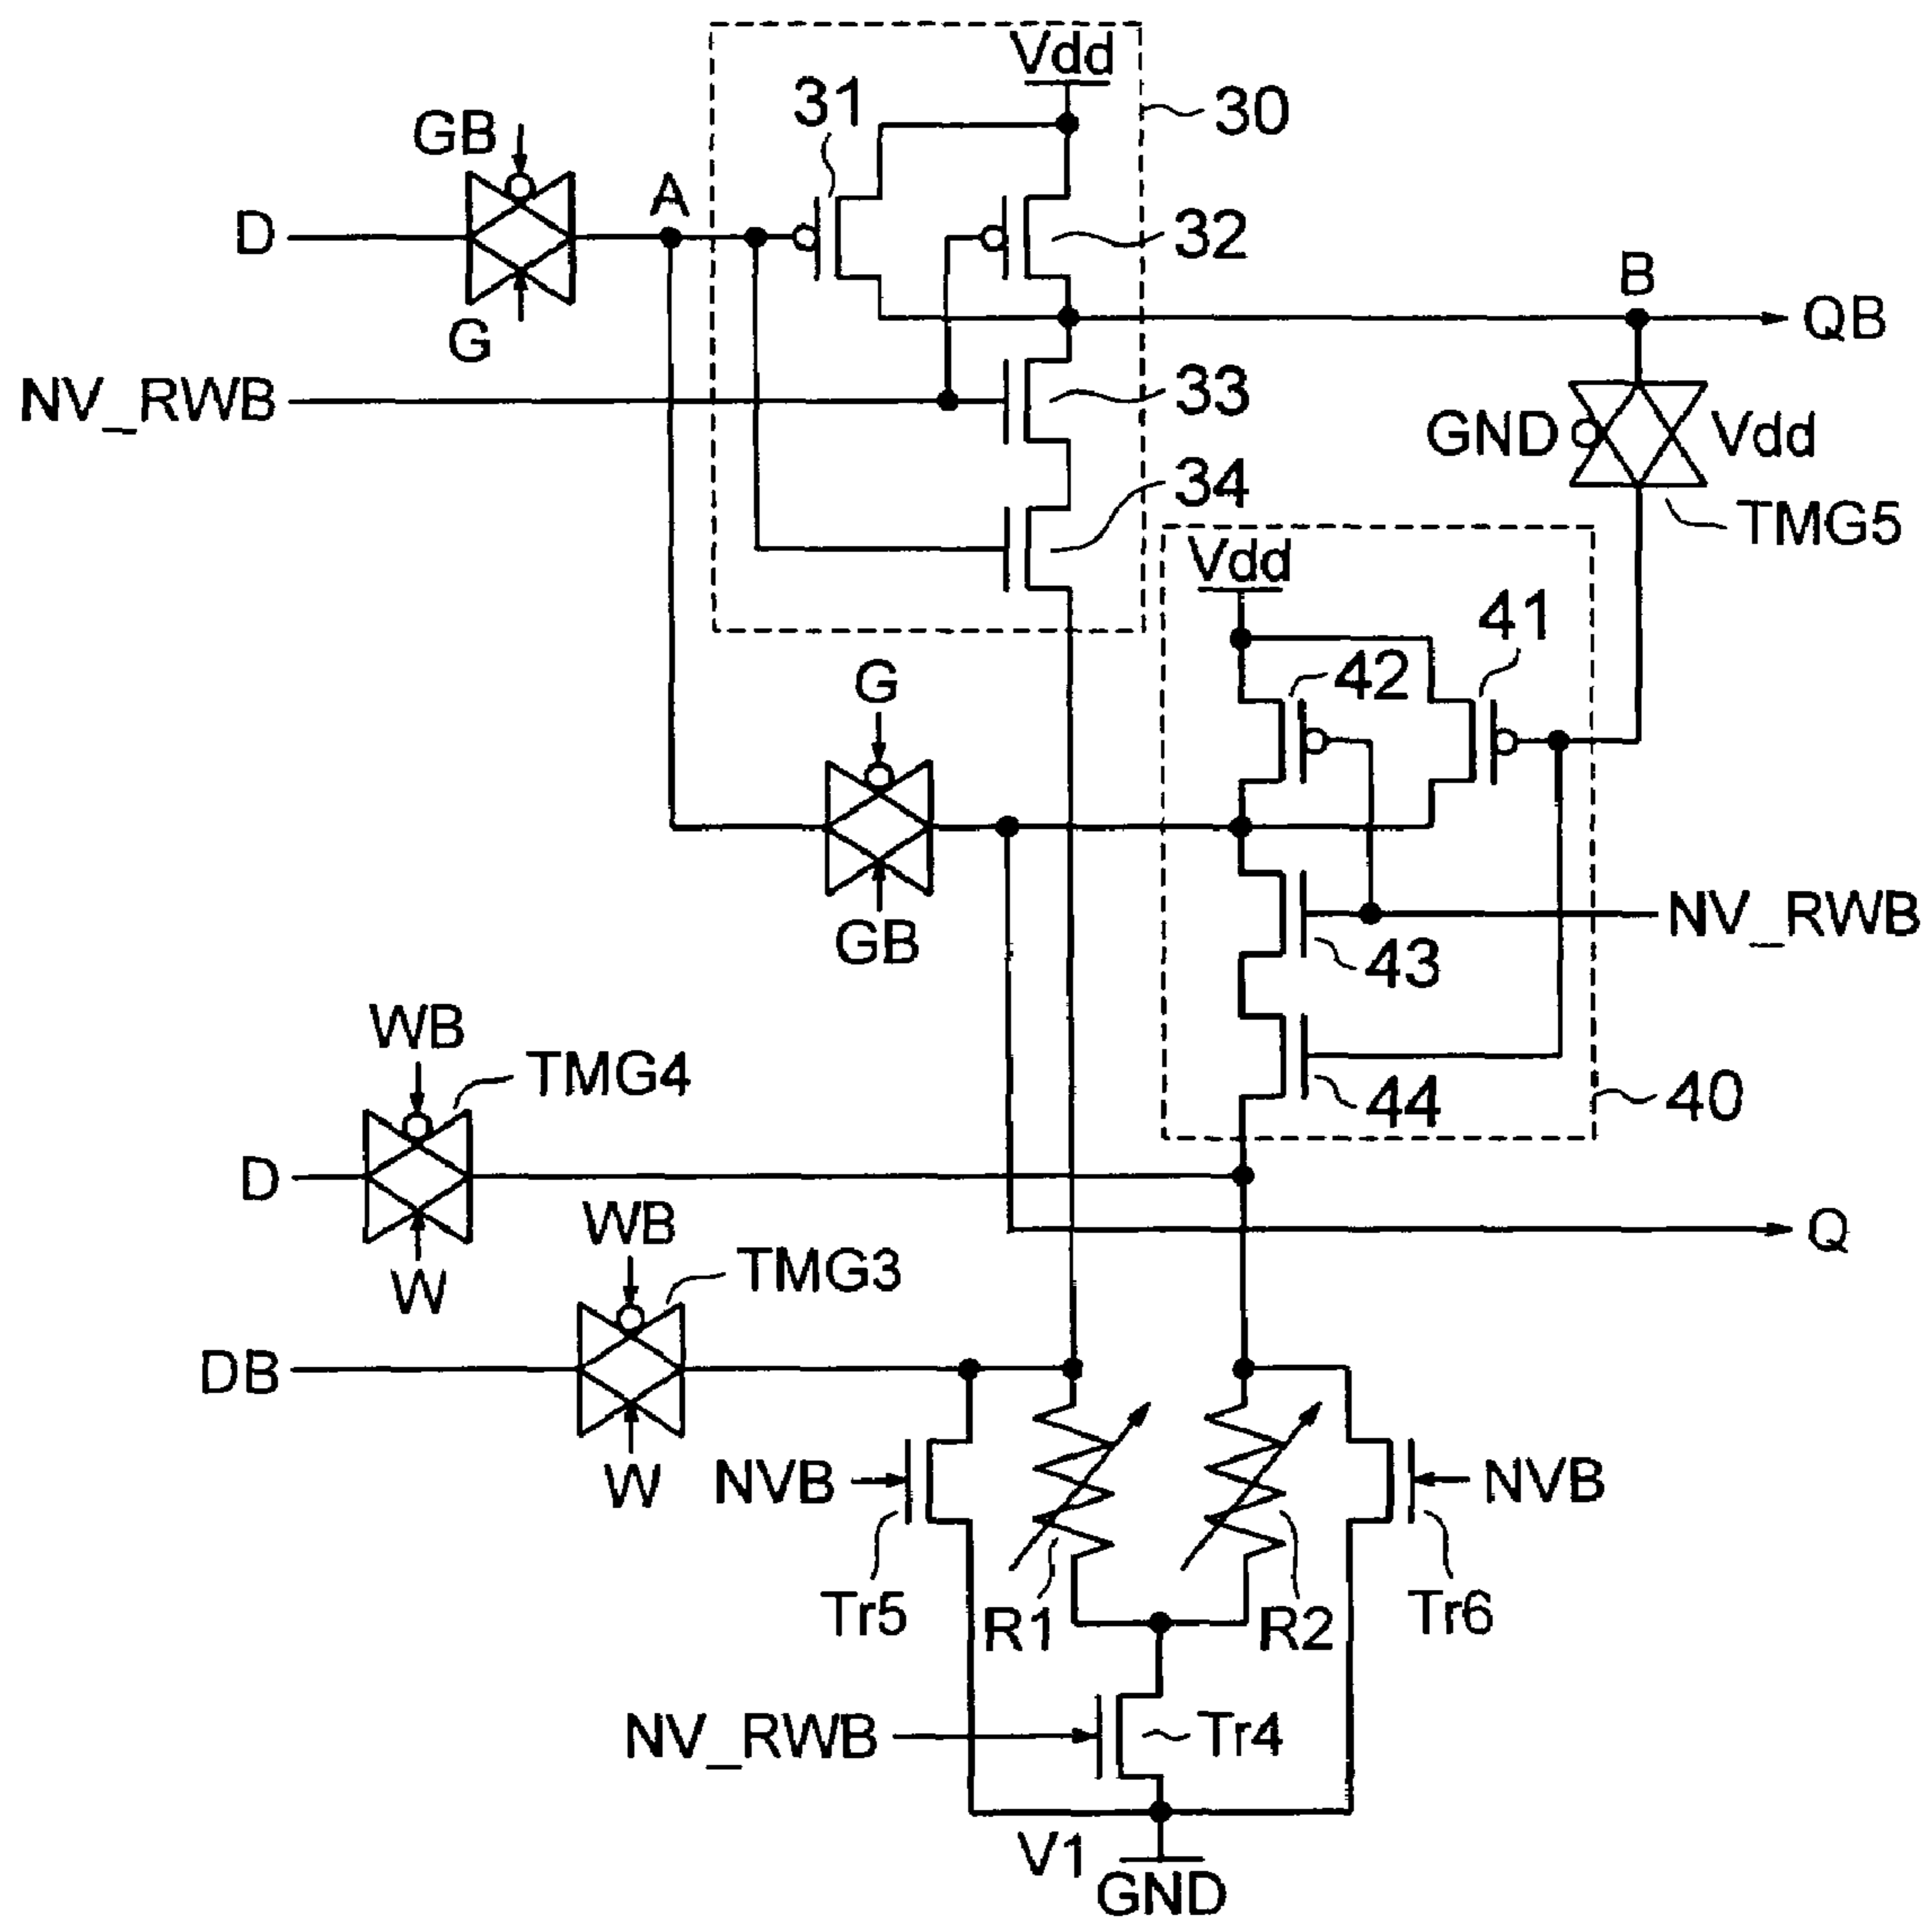 Vdd
31
30
GB
A
D
32
B
G
QB
NV_RWB
33
GND
Vdd
34
TMG5
Vdd
41
G
42
NV_RWB
GB
43
WB
TMG4
44
40
D
WB
Q
W
TMG3
DB
W
NVB
NVB
Tr5
R1
R2
Tr6
NV_RWB
Tr4
V1
GND